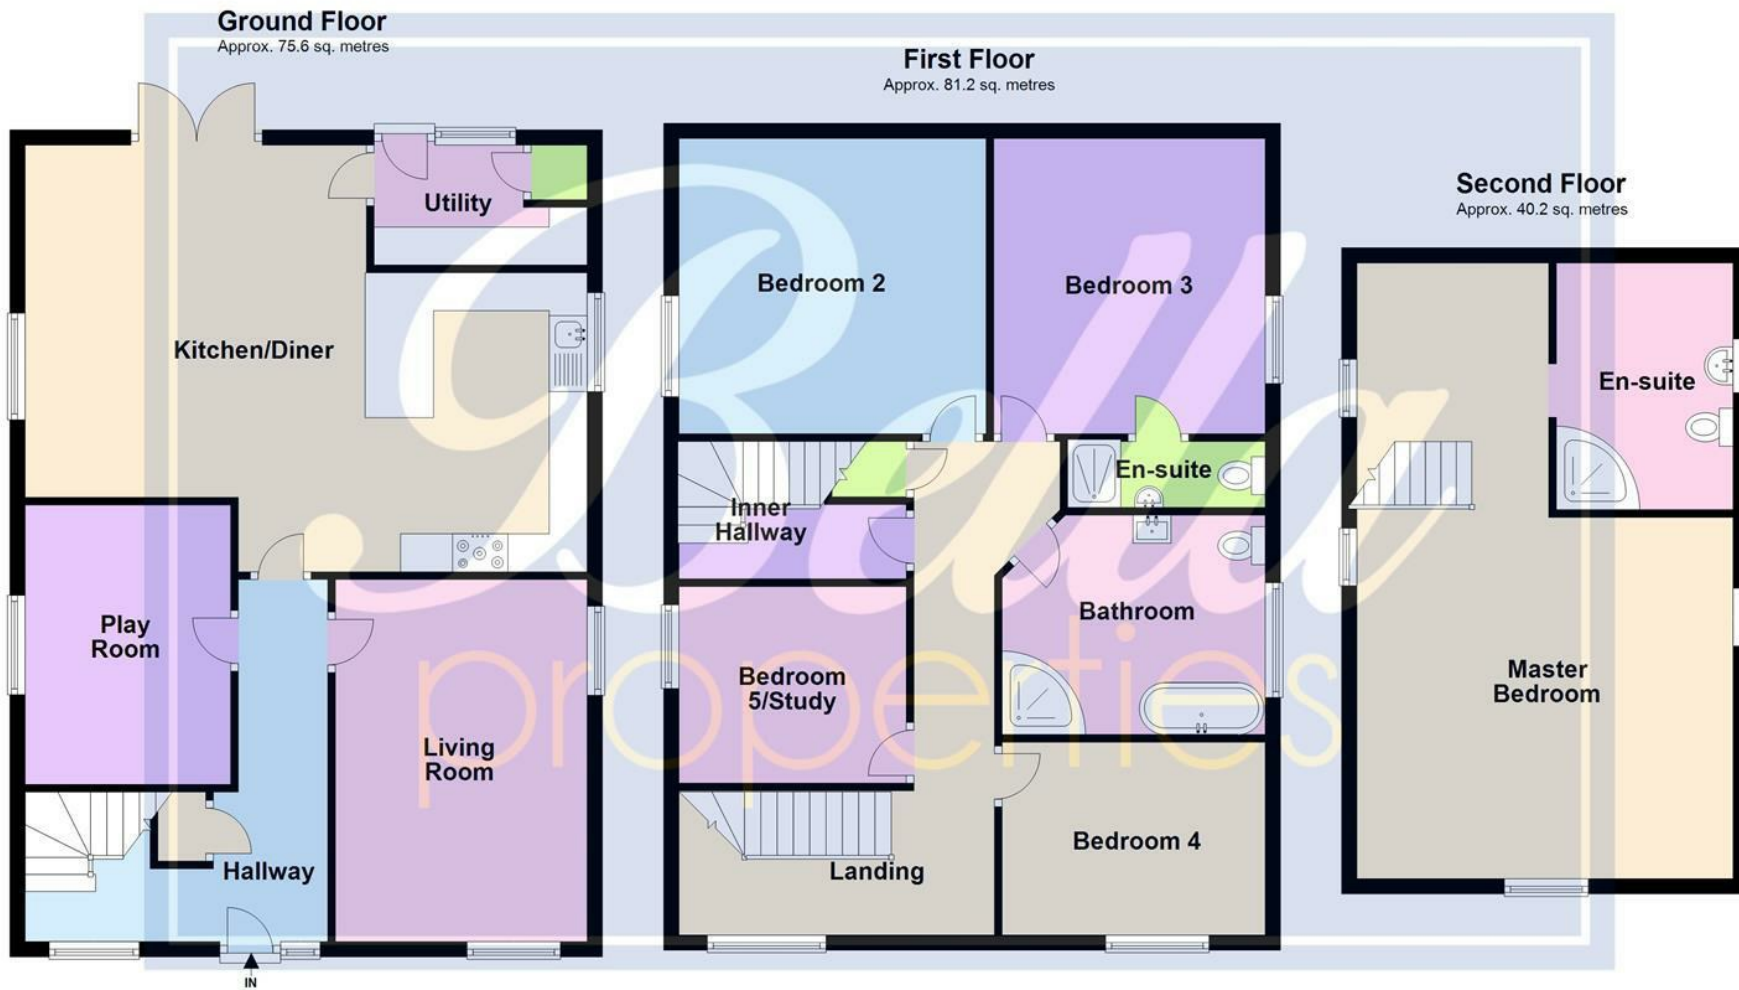 Ground Floor
Approx. 75.6 sq. metres
Utility
Kitchen/Diner
Play
Room
Living
Room
Hallway
IN
First Floor
Approx. 81.2 sq. metres
Bedroom 2
Bedroom 3
En-suite
Inner
Hallway
Bathroom
Bedroom
5/Study
Bedroom 4
Landing
Second Floor
Approx. 40.2 sq. metres
En-suite
Master
Bedroom
Bella
properties